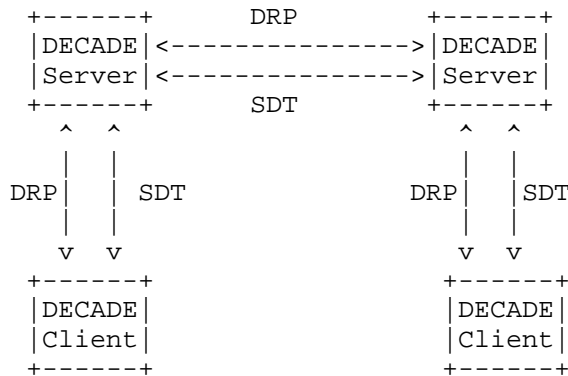 DRP
DECADE DECADE
Server Server
SDT
DRP SDT DRP SDT
DECADE DECADE
Client Client